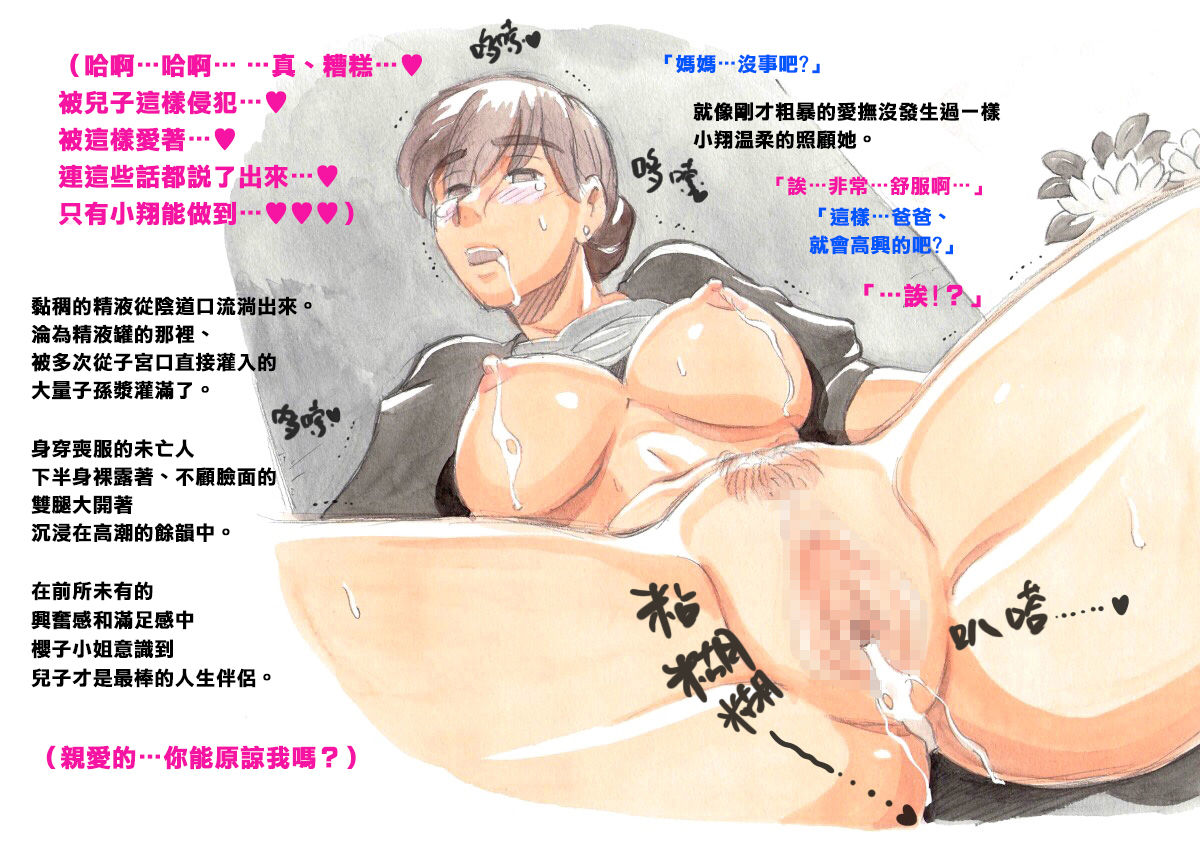 哆嗦♥
（哈啊…哈啊… …真、糟糕…♥
被兒子這樣侵犯…♥
被這樣愛著…♥
連這些話都説了出來…♥
只有小翔能做到…♥♥♥）
「媽媽…沒事吧?」
就像剛才粗暴的愛撫沒發生過一樣
小翔温柔的照顧她。
「誒…非常…舒服啊…」
「這樣…爸爸、
就會高興的吧?」
「…誒!？」
黏稠的精液從陰道口流淌出來。
淪為精液罐的那裡、
被多次從子宮口直接灌入的
大量子孫漿灌滿了。
身穿喪服的未亡人
下半身裸露著、不顧臉面的
雙腿大開著
沉浸在高潮的餘韻中。
在前所未有的
興奮感和滿足感中
櫻子小姐意識到
兒子才是最棒的人生伴侶。
（親愛的…你能原諒我嗎？）
粘
糊
糊
叭嗒……♥